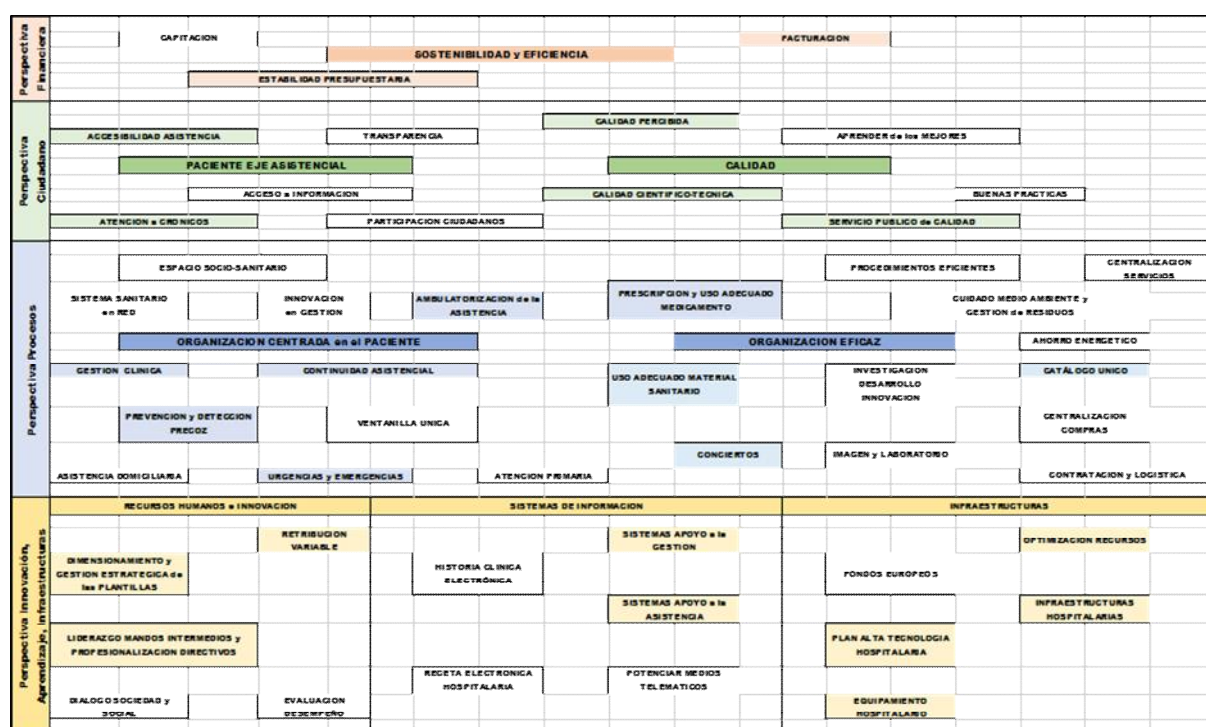 Perspectiva
Financiera
CAPITACION
FACTURACION
SOSTENIBILIDAD y EFICIENCIA
ESTABILIDAD PRESUPUESTARIA
Perspectiva
Ciudadano
CALIDAD PERCIBIDA
ACCESIBILIDAD ASISTENCIA
TRANSPARENCIA
APRENDER de los MEJORES
PACIENTE EJE ASISTENCIAL
CALIDAD
ACCESO a INFORMACION
CALIDAD CIENTIFICO-TECNICA
BUENAS PRACTICAS
ATENCION a CRONICOS
PARTICIPACION CIUDADANOS
SERVICIO PUBLICO de CALIDAD
Perspectiva Procesos
ESPACIO SOCIO-SANITARIO
PROCEDIMIENTOS EFICIENTES
CENTRALIZACION
SERVICIOS
SISTEMA SANITARIO
en RED
INNOVACION
en GESTION
AMBULATORIZACION de la
ASISTENCIA
PRESCRIPCION y USO ADECUADO
MEDICAMENTO
CUIDADO MEDIO AMBIENTE y
GESTION de RESIDUOS
ORGANIZACION CENTRADA en el PACIENTE
ORGANIZACION EFICAZ
AHORRO ENERGETICO
GESTION CLINICA
CONTINUIDAD ASISTENCIAL
USO ADECUADO MATERIAL
SANITARIO
INVESTIGACION
DESARROLLO
INNOVACION
CATÁLOGO UNICO
PREVENCION y DETECCION
PRECOZ
VENTANILLA UNICA
CENTRALIZACION
COMPRAS
CONCIERTOS
IMAGEN y LABORATORIO
ASISTENCIA DOMICILIARIA
URGENCIAS y EMERGENCIAS
ATENCION PRIMARIA
CONTRATACION y LOGISTICA
Perspectiva Innovación,
Aprendizaje, Infraestructuras
RECURSOS HUMANOS e INNOVACION
SISTEMAS DE INFORMACION
INFRAESTRUCTURAS
RETRIBUCION
VARIABLE
SISTEMAS APOYO a la
GESTION
OPTIMIZACION RECURSOS
DIMENSIONAMIENTO y
GESTION ESTRATEGICA de
las PLANTILLAS
HISTORIA CLINICA
ELECTRÓNICA
FONDOS EUROPEOS
SISTEMAS APOYO a la
ASISTENCIA
INFRAESTRUCTURAS
HOSPITALARIAS
LIDERAZGO MANDOS INTERMEDIOS y
PROFESIONALIZACION DIRECTIVOS
PLAN ALTA TECNOLOGIA
HOSPITALARIA
RECETA ELECTRONICA
HOSPITALARIA
POTENCIAR MEDIOS
TELEMATICOS
DIALOGO SOCIEDAD y
SOCIAL
EVALUACION
DESEMPEÑO
EQUIPAMIENTO
HOSPITALARIO